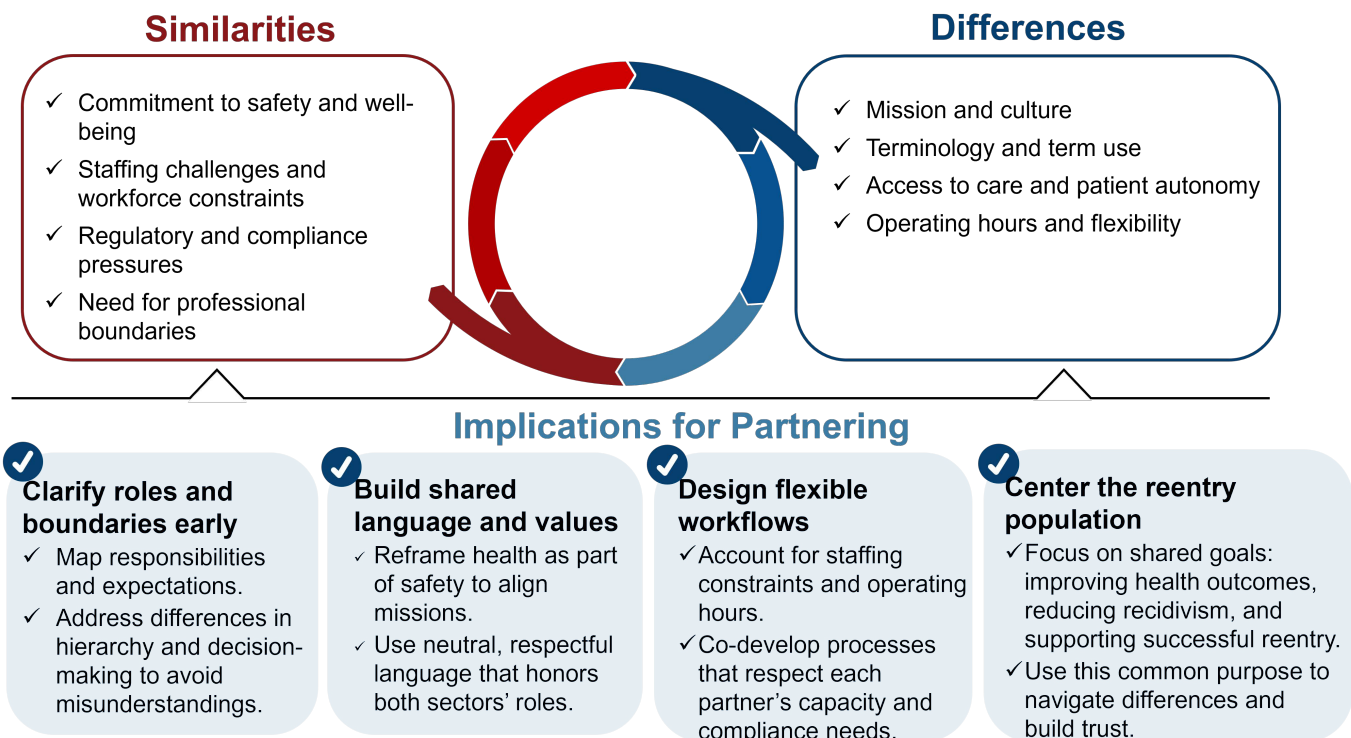 Similarities
Commitment to safety and well-
being
Staffing challenges and
workforce constraints
Regulatory and compliance
pressures
Need for professional
boundaries
Differences
Mission and culture
Terminology and term use
Access to care and patient autonomy
Operating hours and flexibility
Implications for Partnering
Clarify roles and
boundaries early
Map responsibilities
and expectations.
Address differences in
hierarchy and decision-
making to avoid
misunderstandings.
Build shared
language and values
Reframe health as part
of safety to align
missions.
Use neutral, respectful
language that honors
both sectors’ roles.
Design flexible
workflows
Account for staffing
constraints and operating
hours.
Co-develop processes
that respect each
partner’s capacity and
compliance needs.
Center the reentry
population
Focus on shared goals:
improving health outcomes,
reducing recidivism, and
supporting successful reentry.
Use this common purpose to
navigate differences and
build trust.